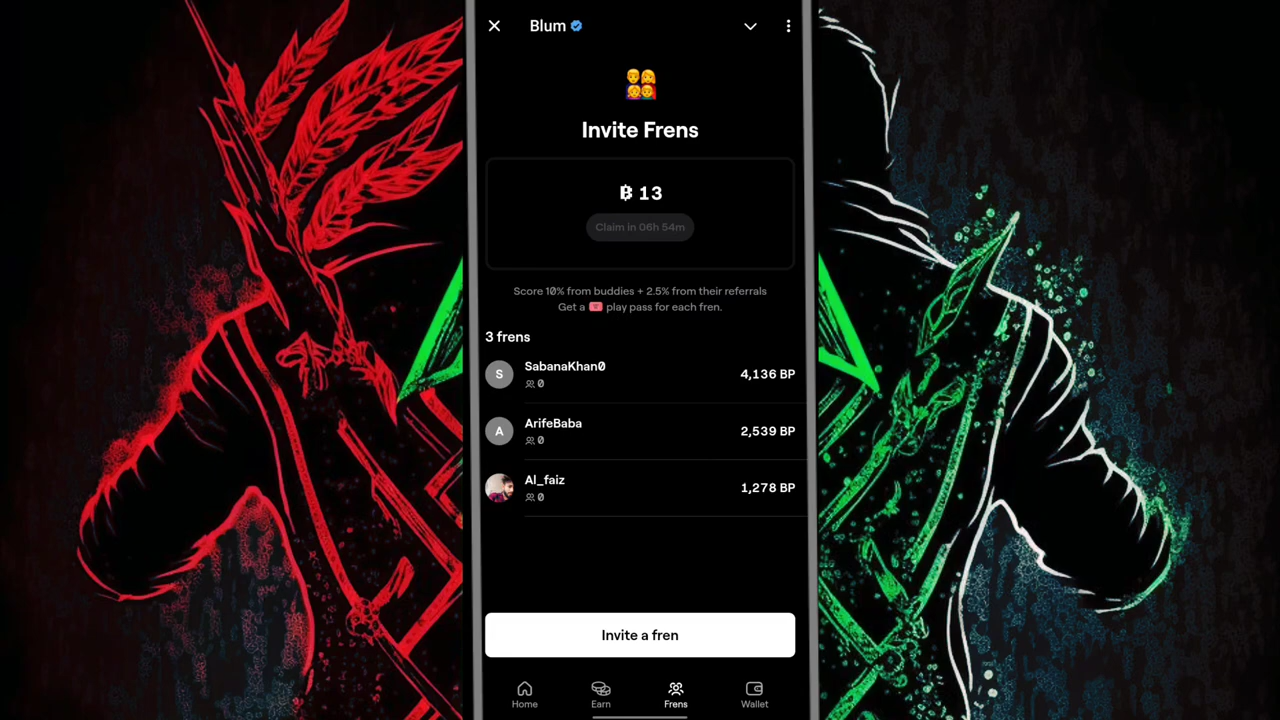 Blum
Invite Frens
฿ 13
Claim in 06h 54m
Score 10% from buddies + 2.5% from their referrals
Get a play pass for each fren.
3 frens
S
SabanaKhan0
0
4,136 BP
A
ArifeBaba
0
2,539 BP
Al_faiz
0
1,278 BP
Invite a fren
Home
Earn
Frens
Wallet